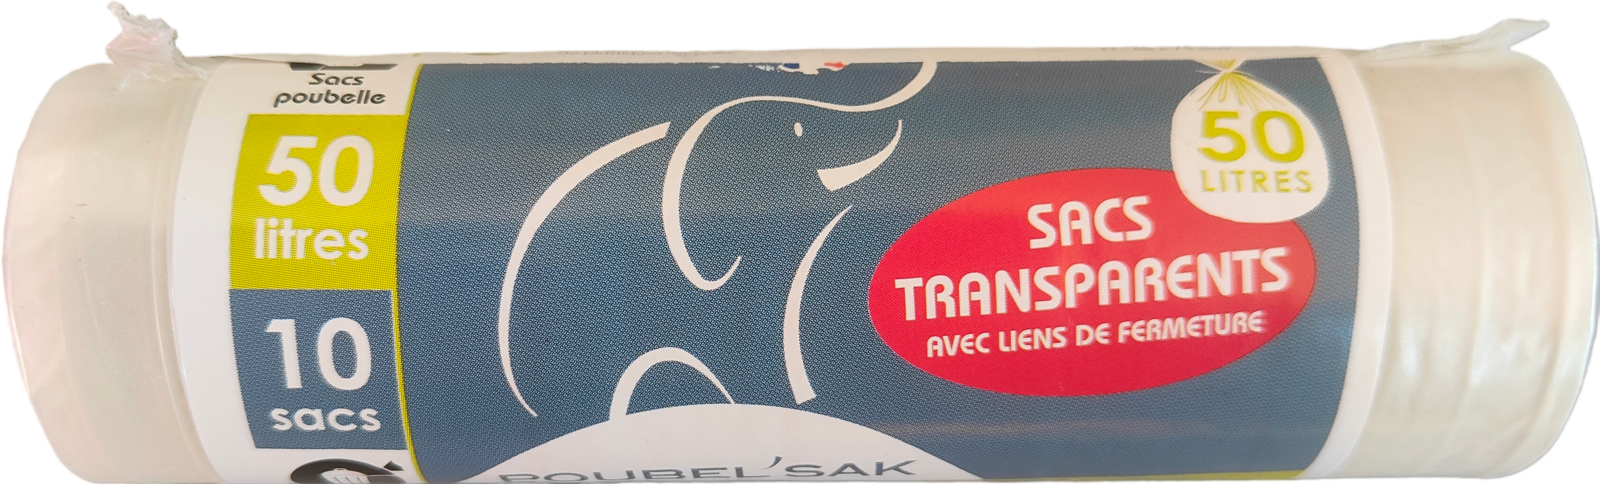 Sacs
poubelle
50
litres
10
sacs
50
LITRES
SACS
TRANSPARENTS
AVEC LIENS DE FERMETURE
POUBEL'SAK